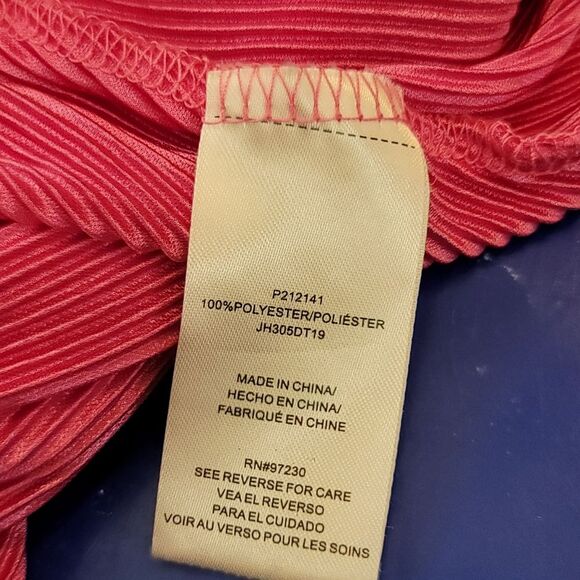 P212141
100%POLYESTER/POLIÉSTER
JH305DT19
MADE IN CHINA/
HECHO EN CHINA/
FABRIQUÉ EN CHINE
RN#97230
SEE REVERSE FOR CARE
VEA EL REVERSO
PARA EL CUIDADO
VOIR AU VERSO POUR LES SOINS